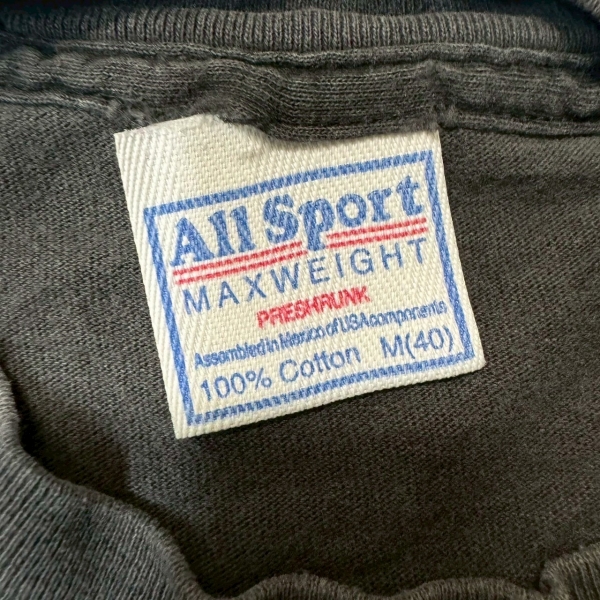 All Sport
MAXWEIGHT
PRESHRUNK
Assembled in Mexico of USA components
100% Cotton M(40)